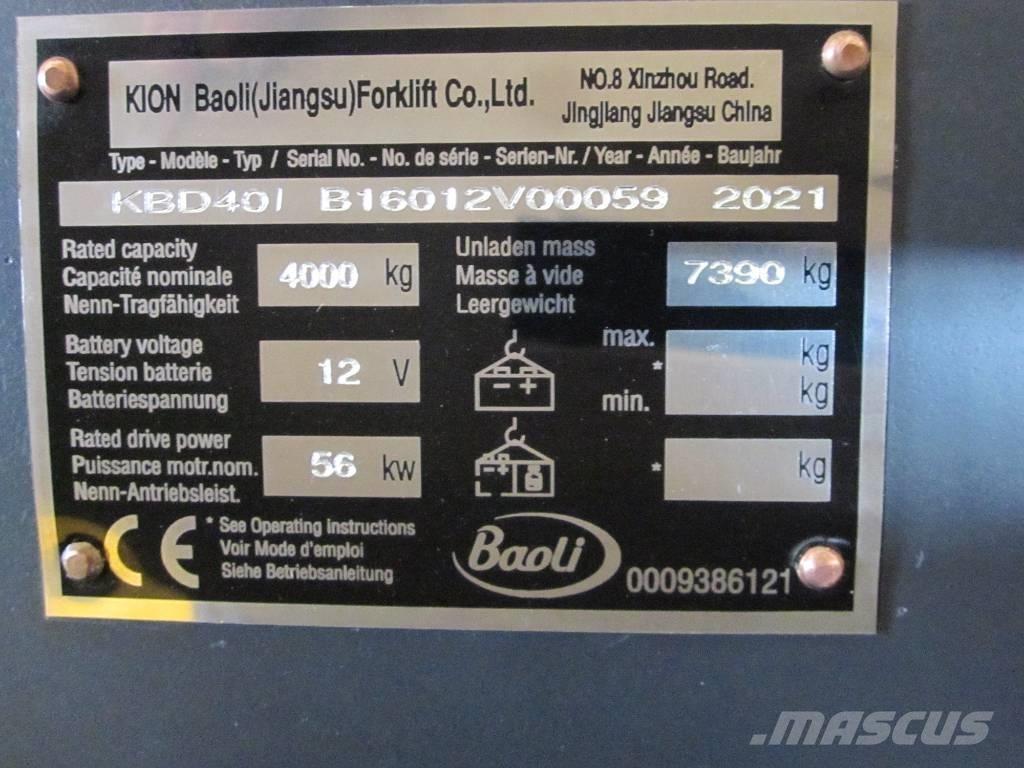 KION Baoli(Jiangsu)Forklift Co.,Ltd.
NO.8 Xinzhou Road.
Jingjiang Jiangsu China
Type - Modèle - Typ / Serial No. - No. de série - Serien-Nr. / Year - Année - Baujahr
KBD40/ B16012V00059 2021
Rated capacity
Capacité nominale
Nenn-Tragfähigkeit
4000 kg
Unladen mass
Masse à vide
Leergewicht
7390 kg
Battery voltage
Tension batterie
Batteriespannung
12 V
- +
max. kg
*
min. kg
Rated drive power
Puissance motr.nom.
Nenn-Antriebsleist.
56 kw
- +
* kg
CE
* See Operating instructions
Voir Mode d'emploi
Siehe Betriebsanleitung
Baoli
0009386121
.MASCUS